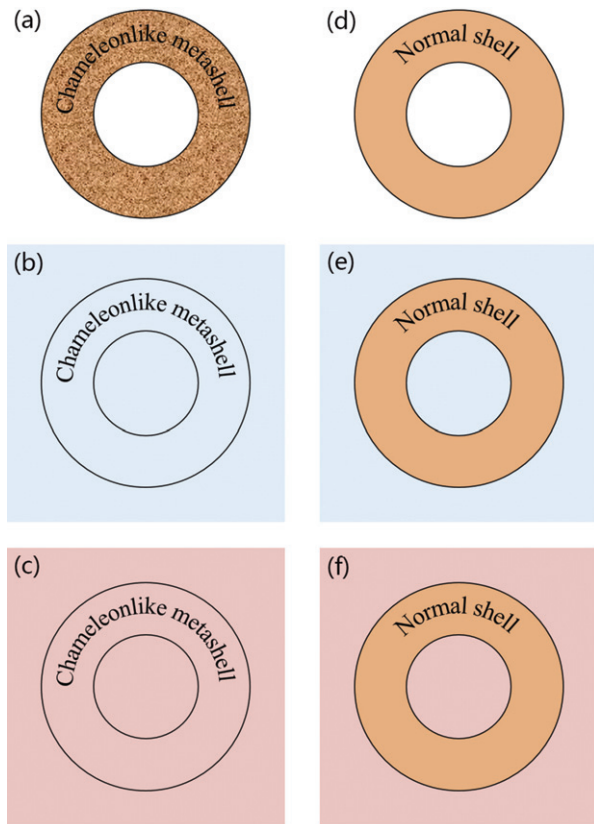 (a)
Chameleonlike metashell
(d)
Normal shell
(b)
Chameleonlike metashell
(e)
Normal shell
(c)
Chameleonlike metashell
(f)
Normal shell